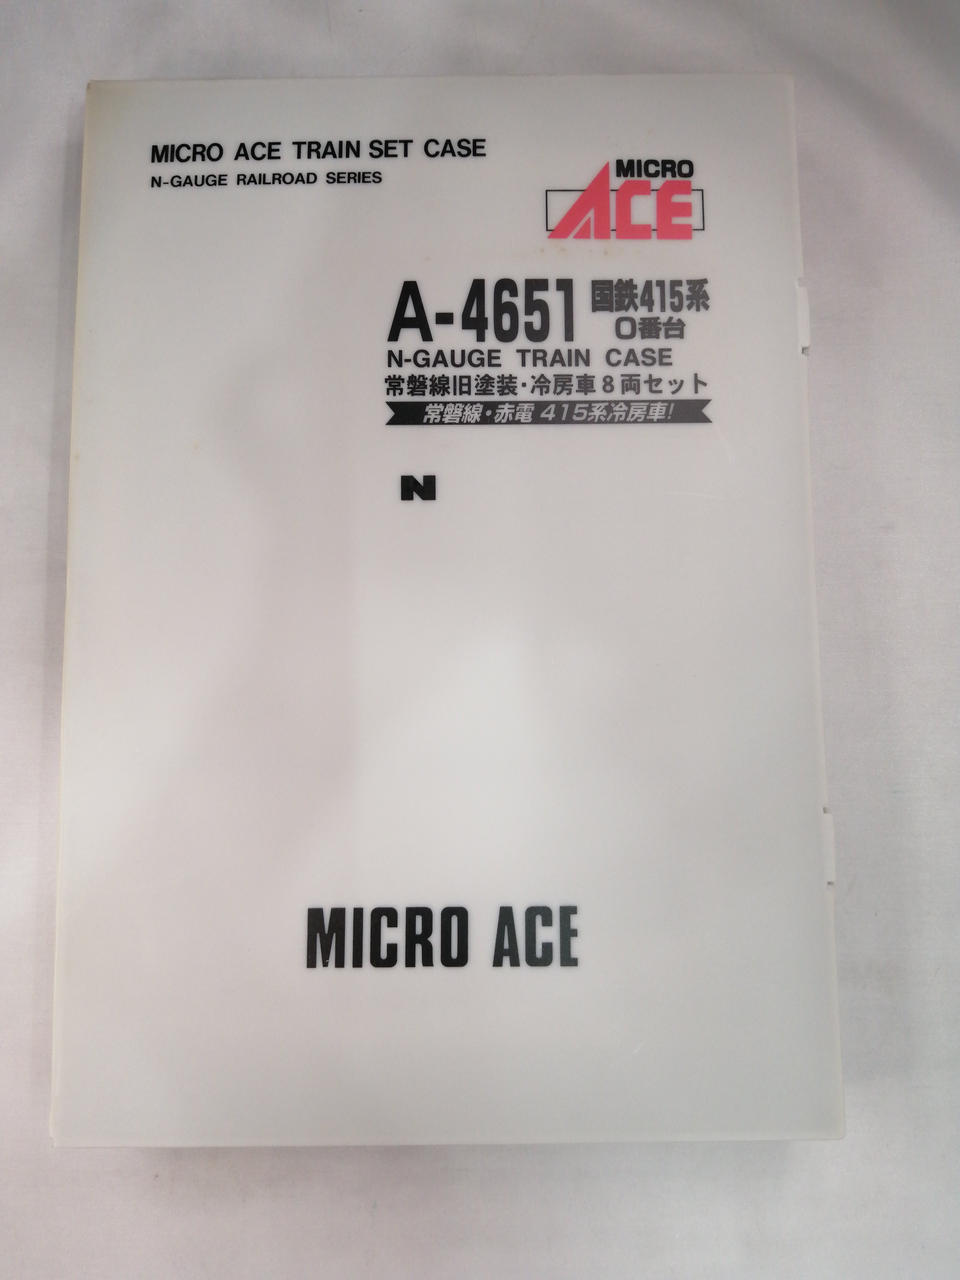 MICRO ACE TRAIN SET CASE
N-GAUGE RAILROAD SERIES
MICRO
ACE
A-4651 国鉄415系
0番台
N-GAUGE TRAIN CASE
常磐線旧塗装・冷房車8両セット
常磐線・赤電 415系冷房車!
N
MICRO ACE